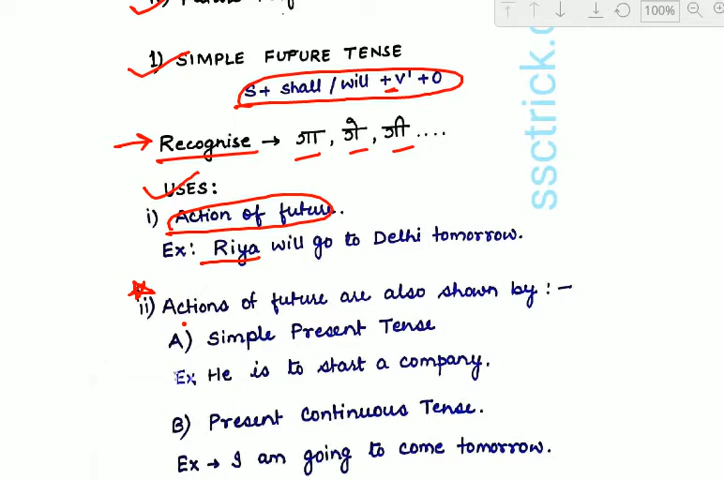 100%
1) SIMPLE FUTURE TENSE
S+ shall / will + V¹ + O
→ Recognise → गा, गे, गी ....
USES:
i) Action of future.
Ex: Riya will go to Delhi tomorrow.
ii) Actions of future are also shown by : –
A) Simple Present Tense
Ex He is to start a company.
B) Present Continuous Tense.
Ex → I am going to come tomorrow.
ssctrick.c